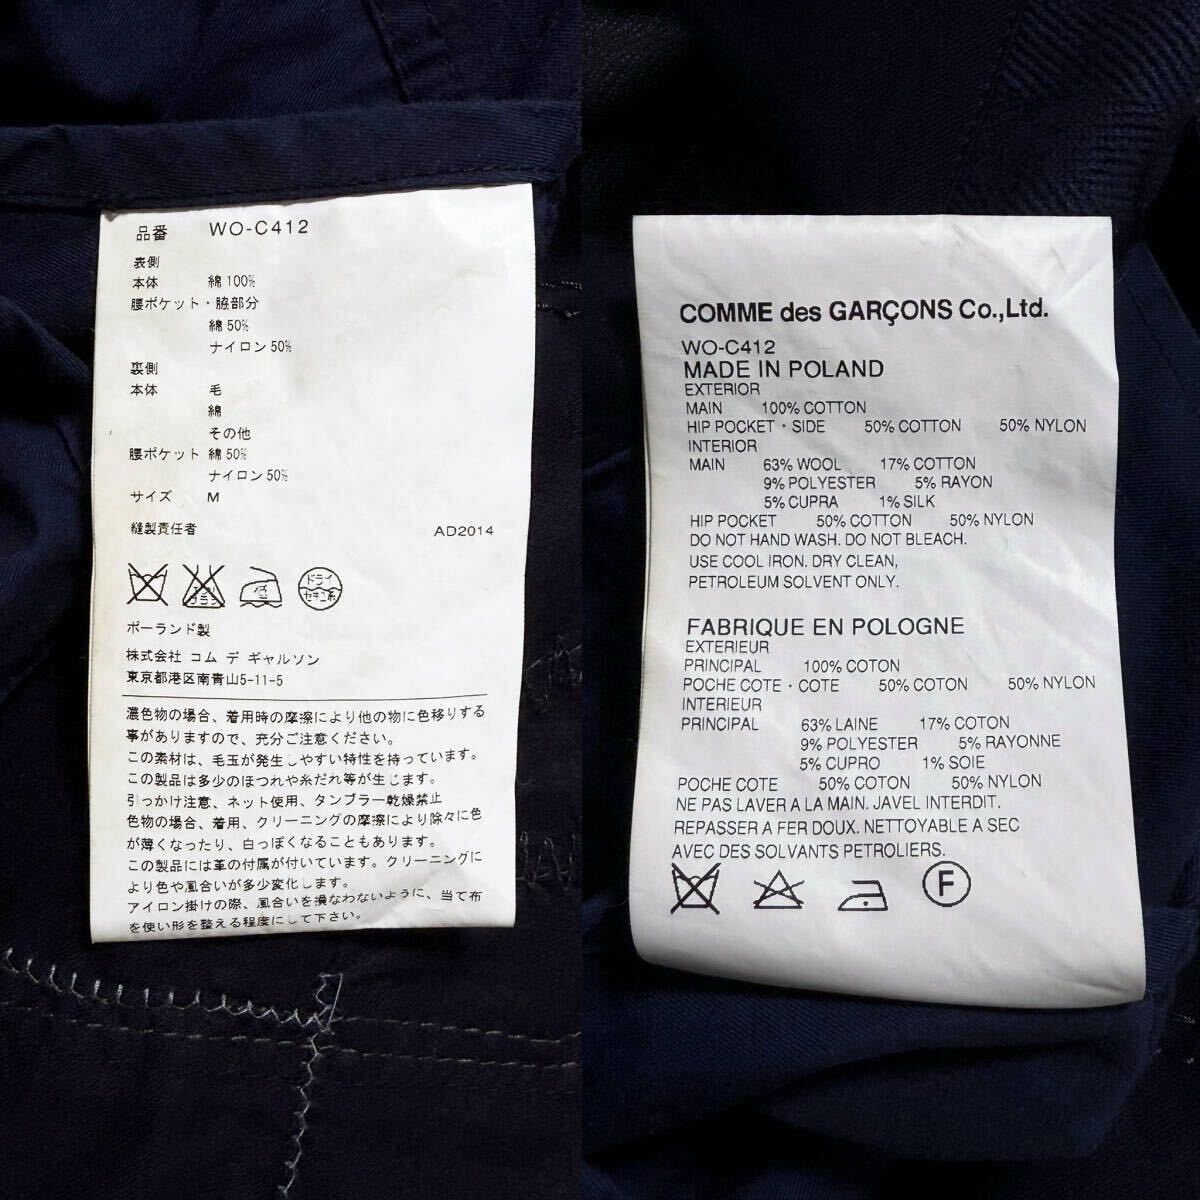 品番 WO-C412
表側
本体 綿 100%
腰ポケット・脇部分
綿 50%
ナイロン 50%
裏側
本体 毛
綿
その他
腰ポケット 綿 50%
ナイロン 50%
サイズ M
縫製責任者 AD2014
低
ドライ
セキユ系
ポーランド製
株式会社 コム デ ギャルソン
東京都港区南青山5-11-5
濃色物の場合、着用時の摩擦により他の物に色移りする
事がありますので、充分ご注意ください。
この素材は、毛玉が発生しやすい特性を持っています。
この製品は多少のほつれや糸だれ等が生じます。
引っかけ注意、ネット使用、タンブラー乾燥禁止
色物の場合、着用、クリーニングの摩擦により除々に色
が薄くなったり、白っぽくなることもあります。
この製品には革の付属が付いています。クリーニングに
より色や風合いが多少変化します。
アイロン掛けの際、風合いを損なわないように、当て布
を使い形を整える程度にして下さい。
COMME des GARÇONS Co.,Ltd.
WO-C412
MADE IN POLAND
EXTERIOR
MAIN 100% COTTON
HIP POCKET・SIDE 50% COTTON 50% NYLON
INTERIOR
MAIN 63% WOOL 17% COTTON
9% POLYESTER 5% RAYON
5% CUPRA 1% SILK
HIP POCKET 50% COTTON 50% NYLON
DO NOT HAND WASH. DO NOT BLEACH.
USE COOL IRON. DRY CLEAN,
PETROLEUM SOLVENT ONLY.
FABRIQUE EN POLOGNE
EXTERIEUR
PRINCIPAL 100% COTON
POCHE COTE・COTE 50% COTON 50% NYLON
INTERIEUR
PRINCIPAL 63% LAINE 17% COTON
9% POLYESTER 5% RAYONNE
5% CUPRO 1% SOIE
POCHE COTE 50% COTON 50% NYLON
NE PAS LAVER A LA MAIN. JAVEL INTERDIT.
REPASSER A FER DOUX. NETTOYABLE A SEC
AVEC DES SOLVANTS PETROLIERS.
F